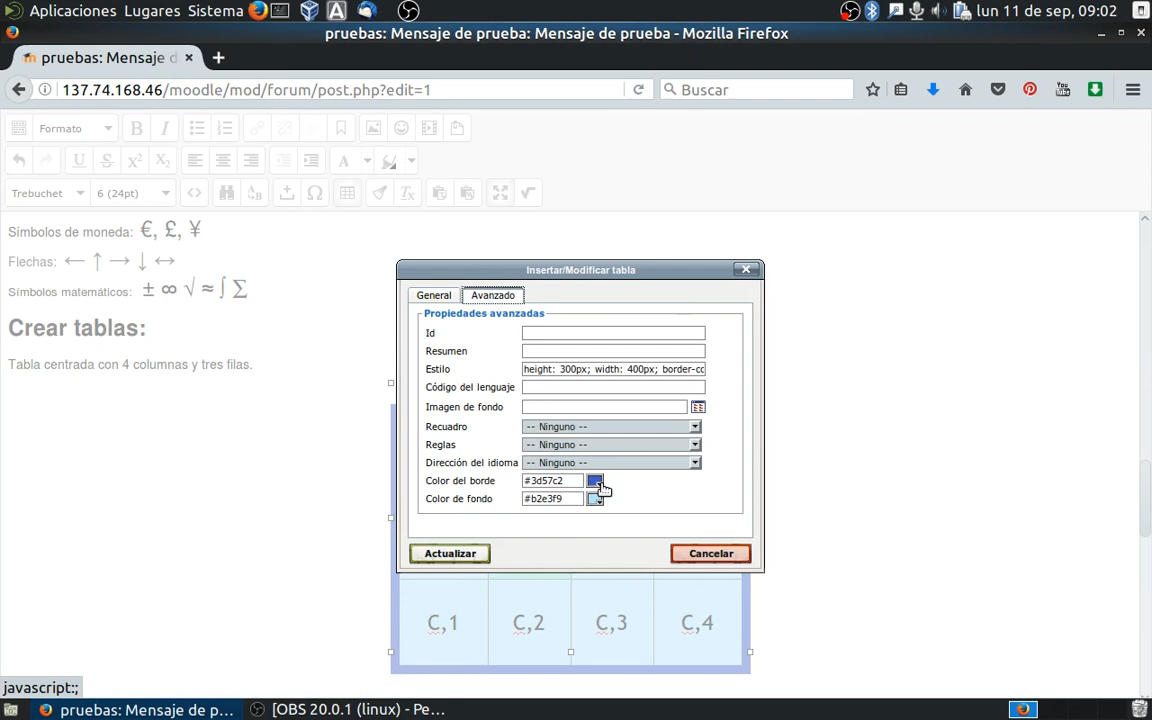 Aplicaciones Lugares Sistema A lun 11 de sep, 09:02
pruebas: Mensaje de prueba: Mensaje de prueba - Mozilla Firefox
pruebas: Mensaje d
137.74.168.46/moodle/mod/forum/post.php?edit=1 Buscar You Tube
Formato B I
U S X² X₂ A
Trebuchet 6 (24pt) Ω Tx
Símbolos de moneda: €, £, ¥
Flechas: ← ↑ → ↓ ↔
Símbolos matemáticos: ± ∞ √ ≈ ∫ ∑
Crear tablas:
Tabla centrada con 4 columnas y tres filas.
Insertar/Modificar tabla
General Avanzado
Propiedades avanzadas
Id
Resumen
Estilo height: 300px; width: 400px; border-co
Código del lenguaje
Imagen de fondo
Recuadro -- Ninguno --
Reglas -- Ninguno --
Dirección del idioma -- Ninguno --
Color del borde #3d57c2
Color de fondo #b2e3f9
Actualizar Cancelar
C,1 C,2 C,3 C,4
javascript:;
pruebas: Mensaje de p... [OBS 20.0.1 (linux) - Pe...